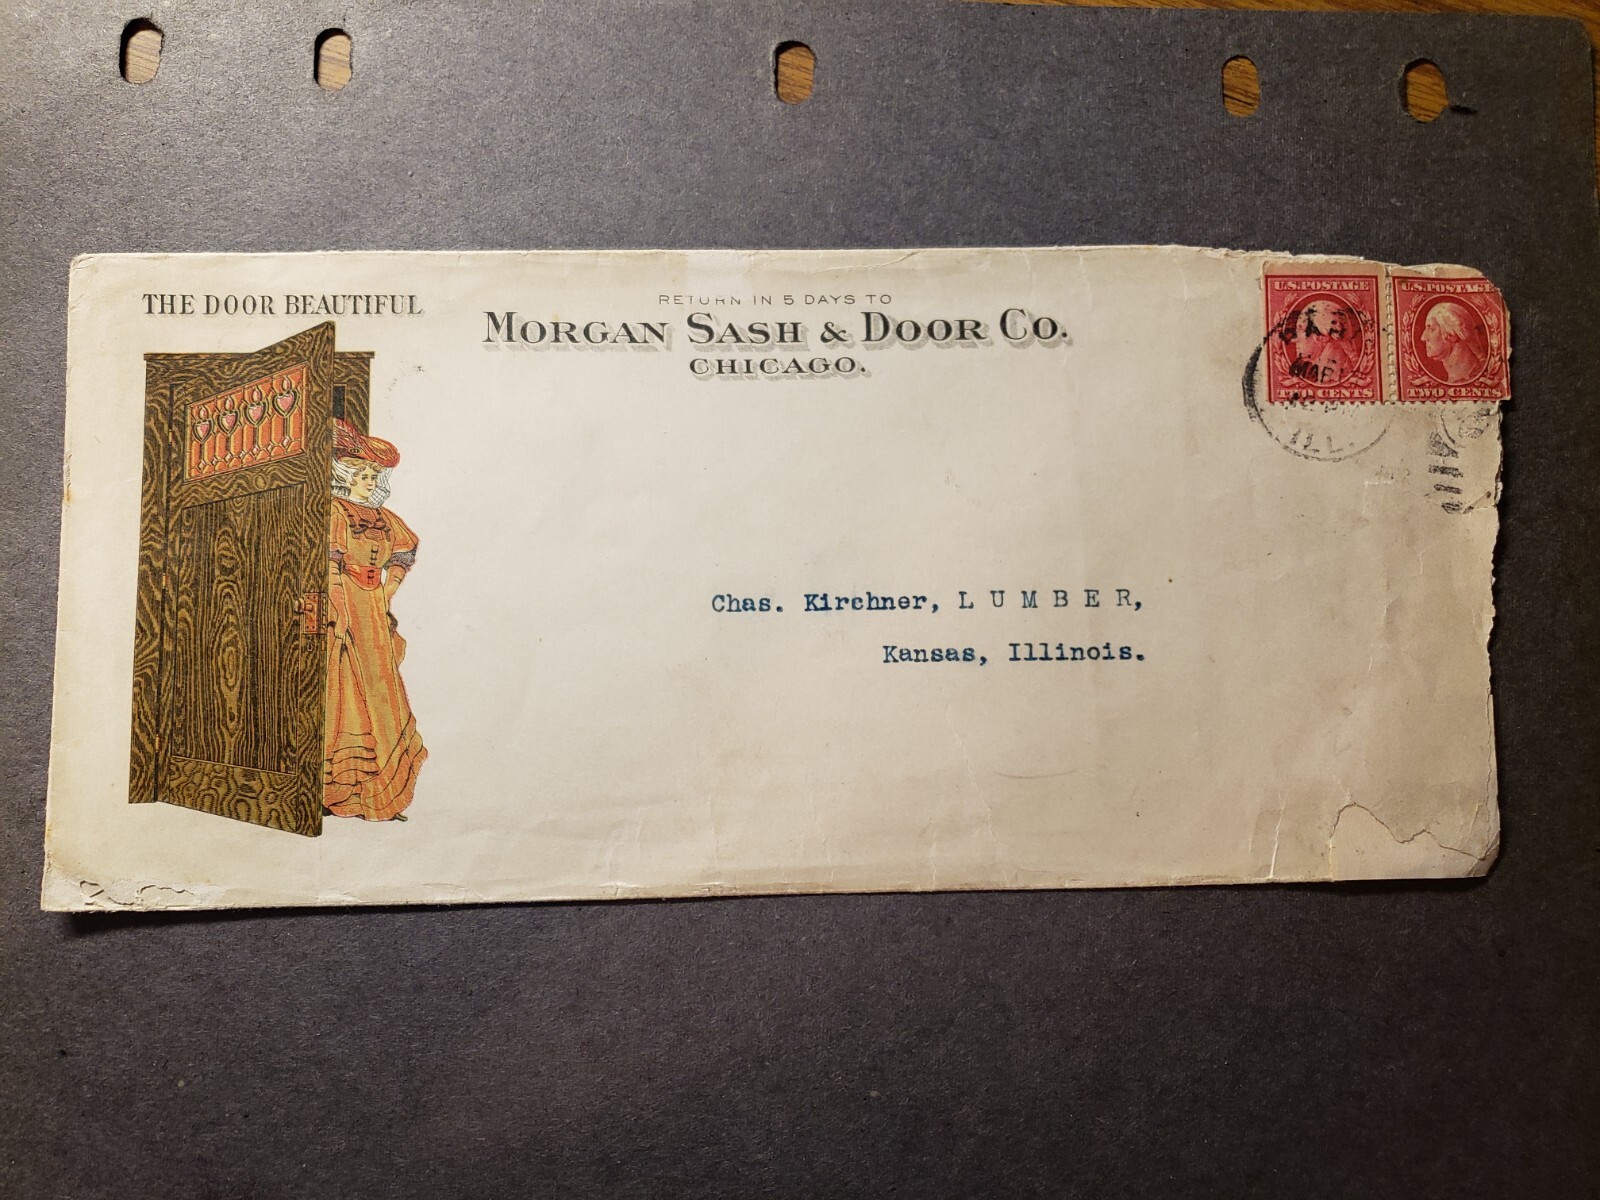 THE DOOR BEAUTIFUL
RETURN IN 5 DAYS TO
MORGAN SASH & DOOR CO.
CHICAGO.
U.S. POSTAGE
TWO CENTS
U.S. POSTAGE
TWO CENTS
ILL.
Chas. Kirchner, L U M B E R,
Kansas, Illinois.